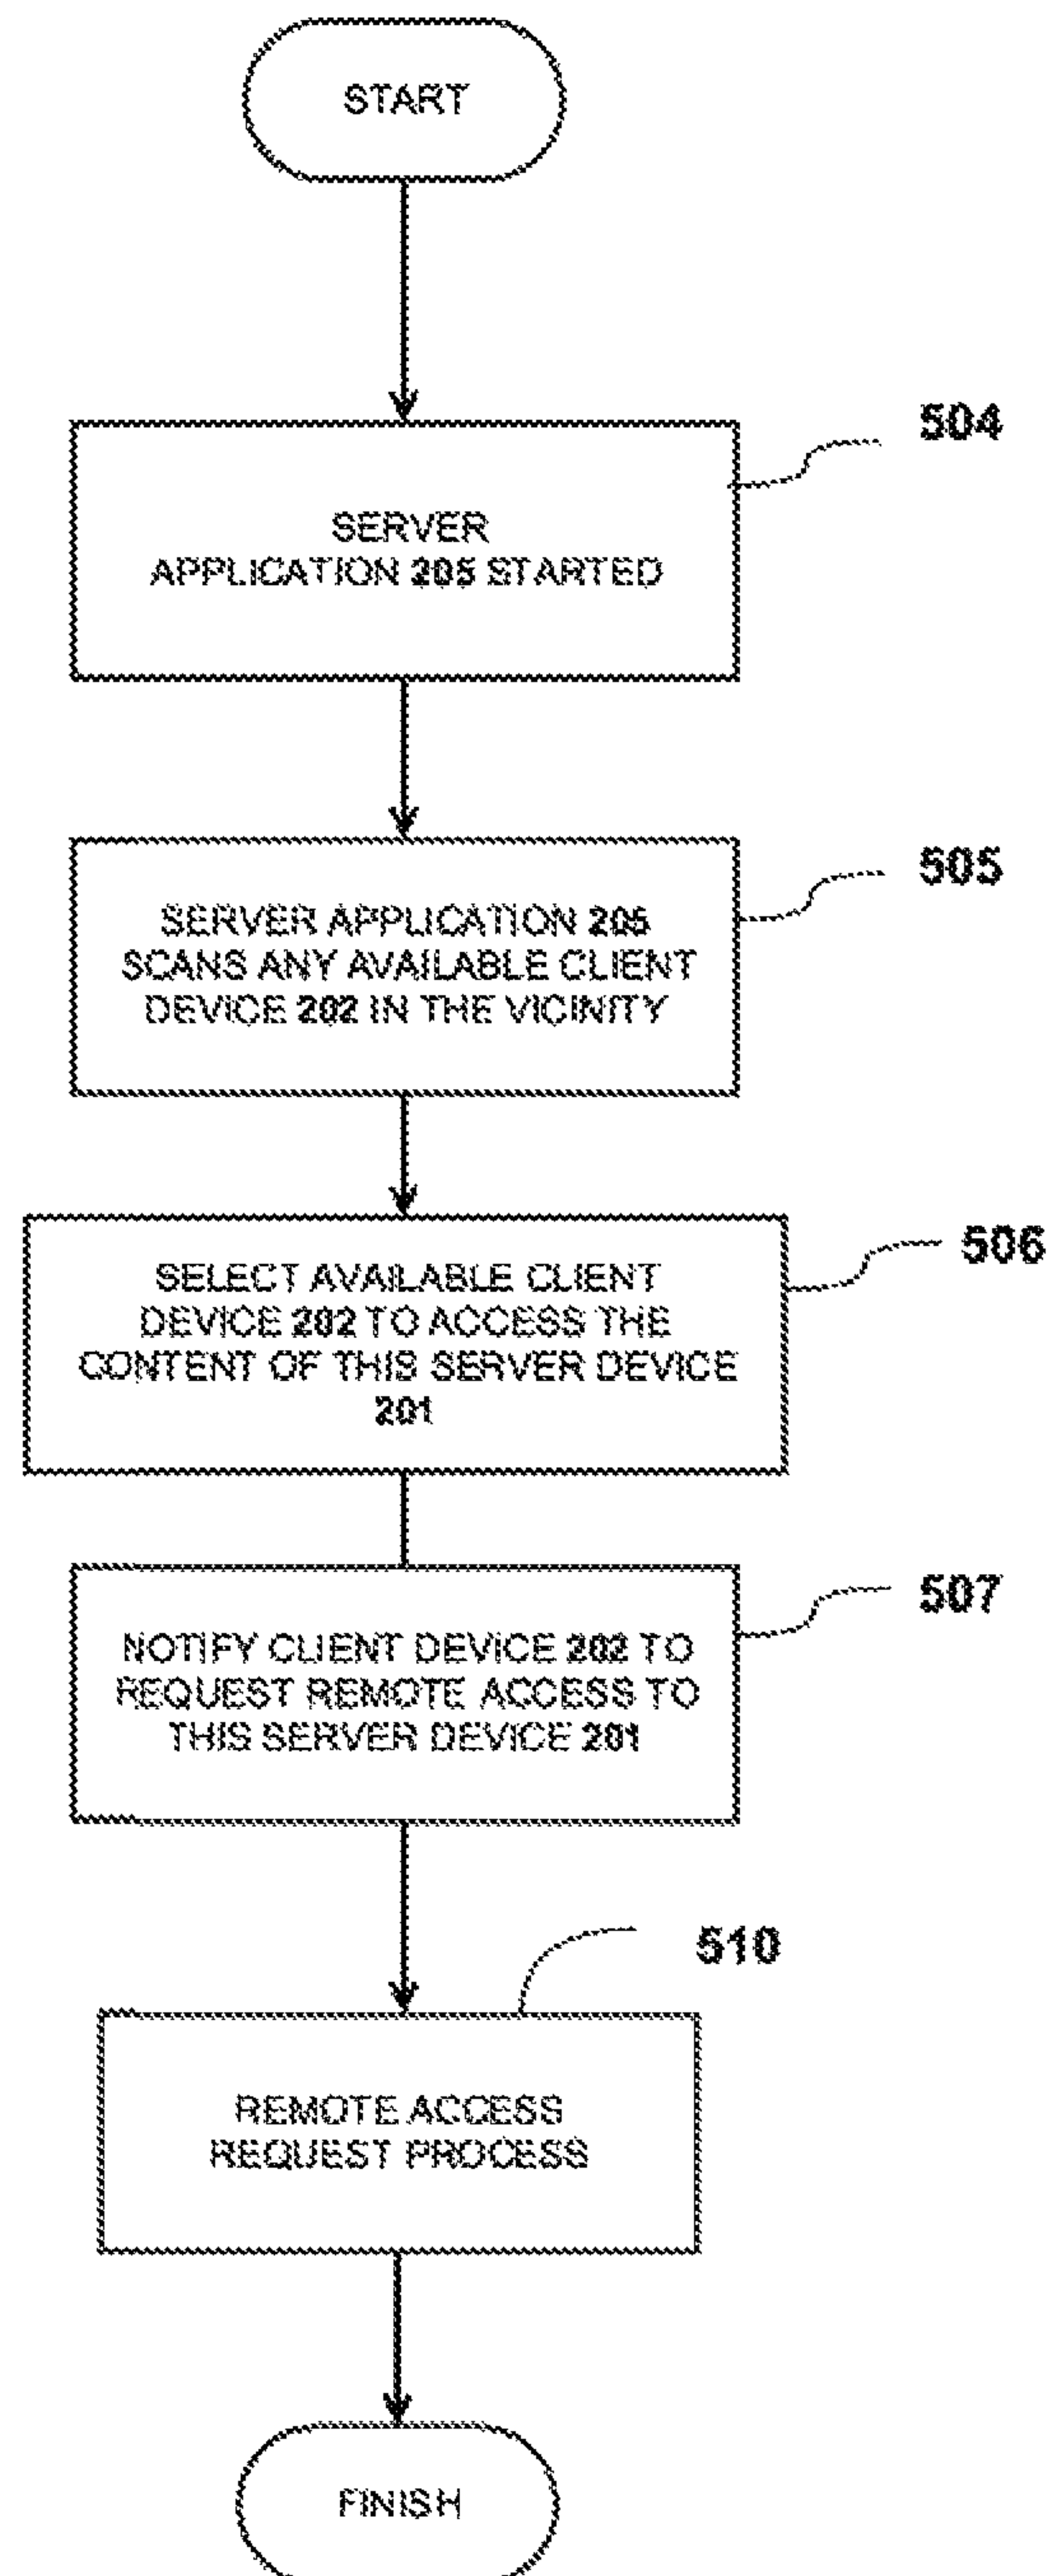 START
504
SERVER
APPLICATION 205 STARTED
505
SERVER APPLICATION 205
SCANS ANY AVAILABLE CLIENT
DEVICE 202 IN THE VICINITY
506
SELECT AVAILABLE CLIENT
DEVICE 202 TO ACCESS THE
CONTENT OF THIS SERVER DEVICE
201
507
NOTIFY CLIENT DEVICE 202 TO
REQUEST REMOTE ACCESS TO
THIS SERVER DEVICE 201
510
REMOTE ACCESS
REQUEST PROCESS
FINISH